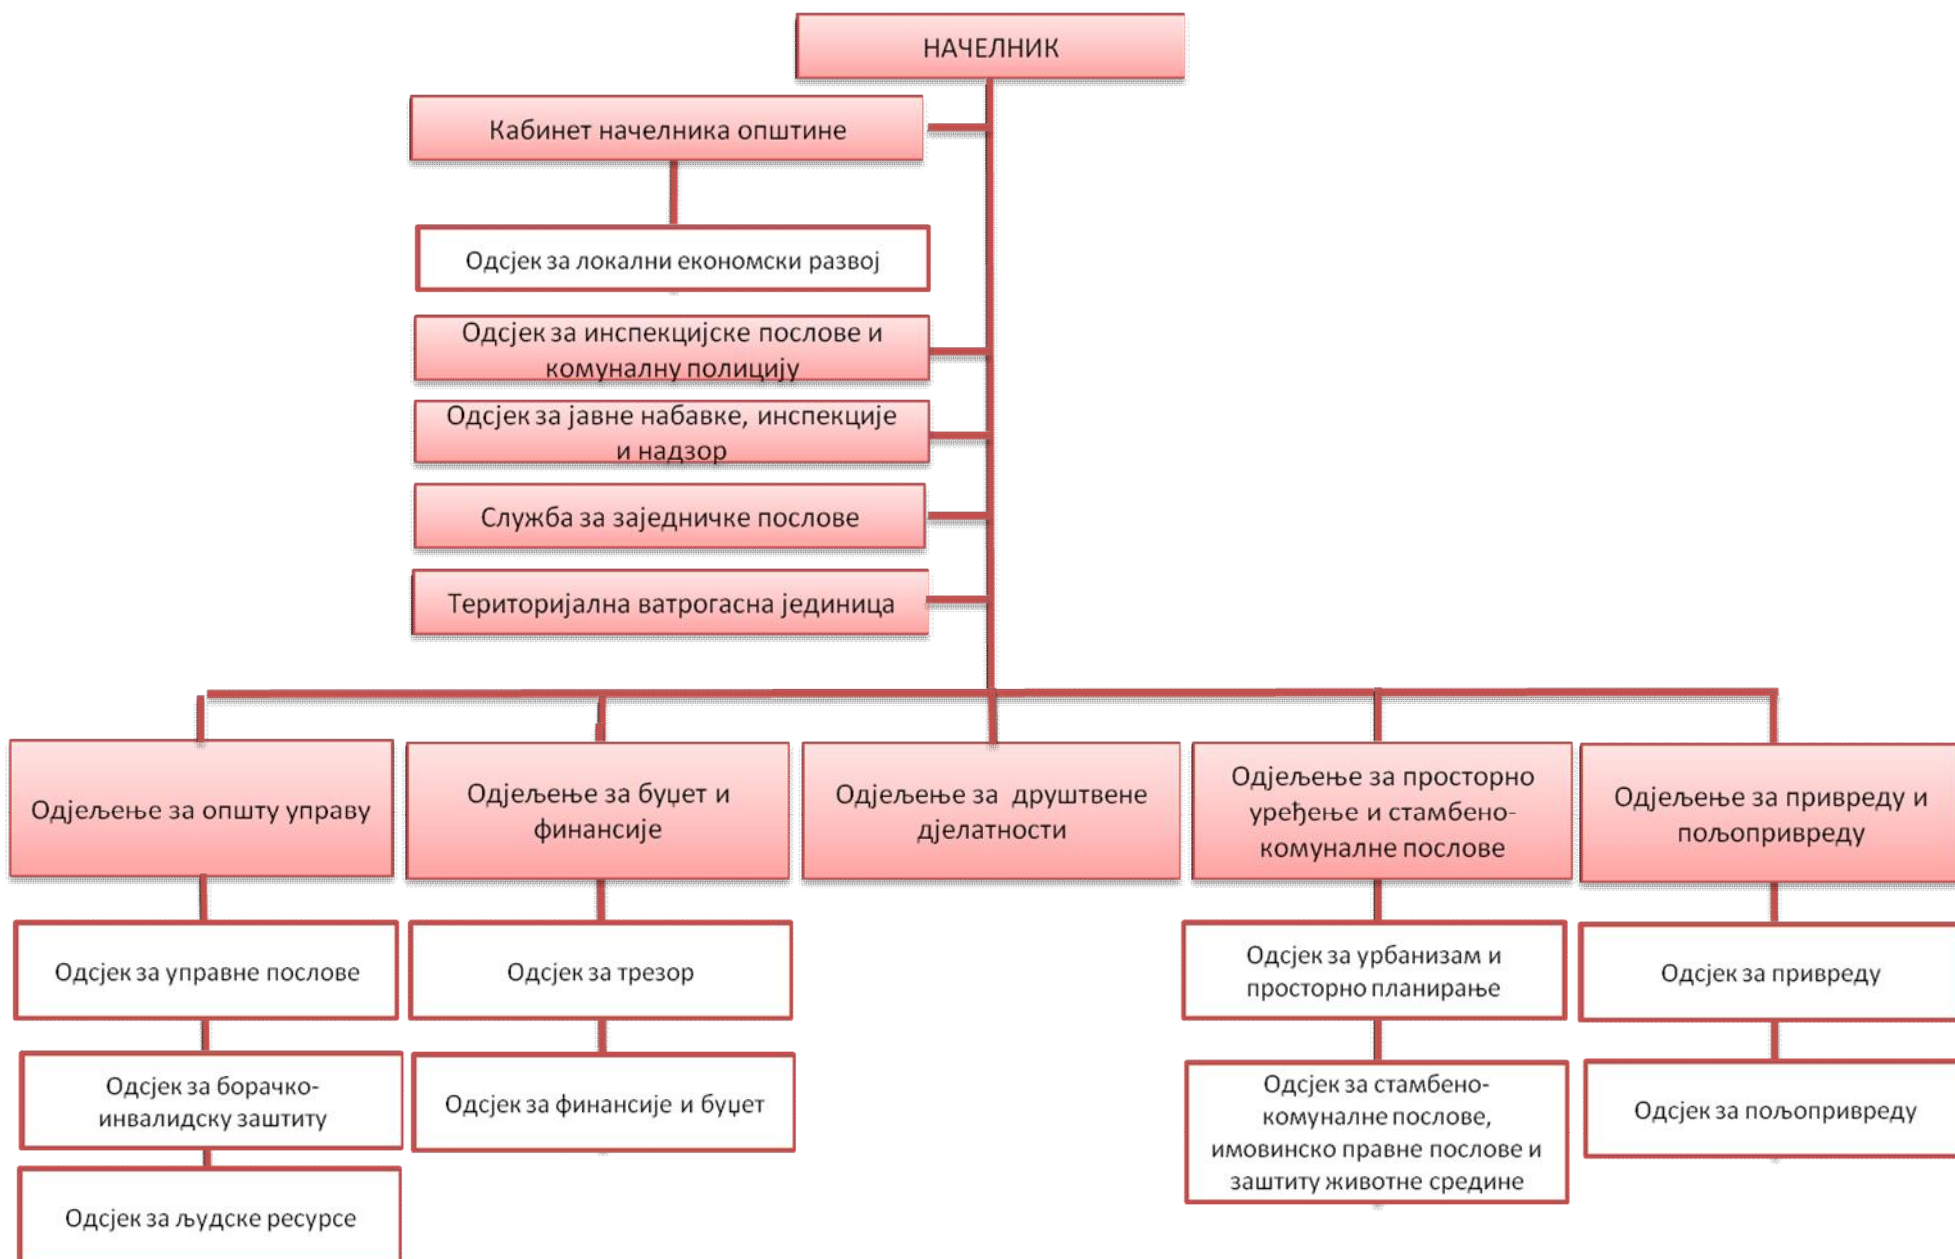 НАЧЕЛНИК
Кабинет начелника општине
Одсјек за локални економски развој
Одсјек за инспекцијске послове и
комуналну полицију
Одсјек за јавне набавке, инспекције
и надзор
Служба за заједничке послове
Територијална ватрогасна јединица
Одјељење за општу управу
Одјељење за буџет и
финансије
Одјељење за друштвене
дјелатности
Одјељење за просторно
уређење и стамбено-
комуналне послове
Одјељење за привреду и
пољопривреду
Одсјек за управне послове
Одсјек за трезор
Одсјек за урбанизам и
просторно планирање
Одсјек за привреду
Одсјек за борачко-
инвалидску заштиту
Одсјек за финансије и буџет
Одсјек за стамбено-
комуналне послове,
имовинско правне послове и
заштиту животне средине
Одсјек за пољопривреду
Одсјек за људске ресурсе